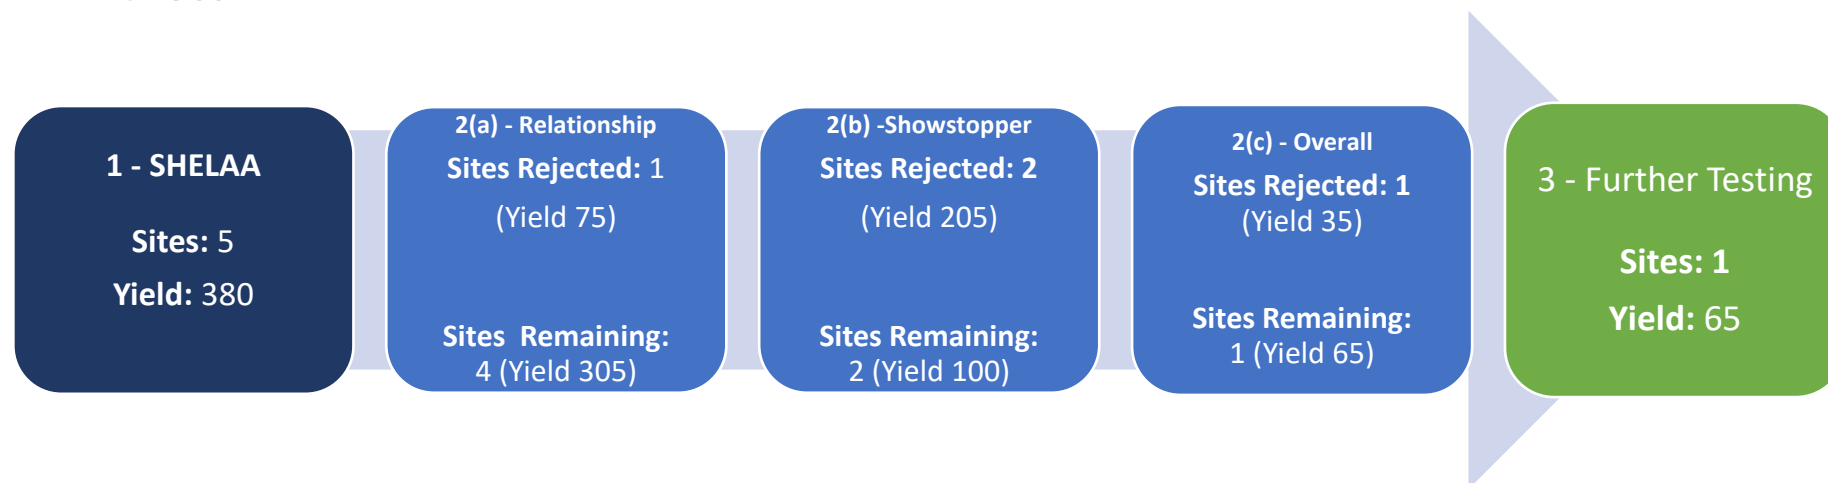 1 - SHELAA
Sites: 5
Yield: 380
2(a) - Relationship
Sites Rejected: 1
(Yield 75)
Sites Remaining:
4 (Yield 305)
2(b) -Showstopper
Sites Rejected: 2
(Yield 205)
Sites Remaining:
2 (Yield 100)
2(c) - Overall
Sites Rejected: 1
(Yield 35)
Sites Remaining:
1 (Yield 65)
3 - Further Testing
Sites: 1
Yield: 65